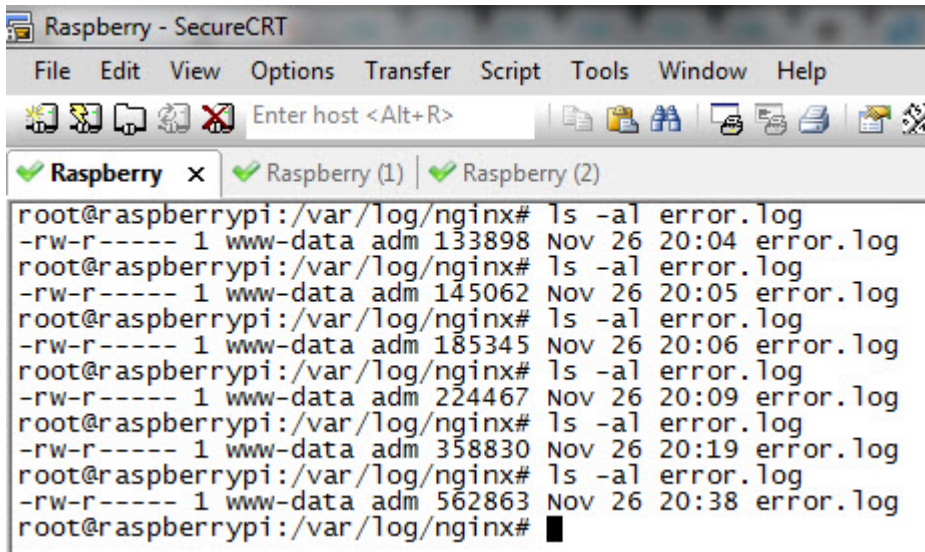 Raspberry - SecureCRT
File Edit View Options Transfer Script Tools Window Help
Enter host <Alt+R>
Raspberry x Raspberry (1) Raspberry (2)
root@raspberrypi:/var/log/nginx# ls -al error.log
-rw-r----- 1 www-data adm 133898 Nov 26 20:04 error.log
root@raspberrypi:/var/log/nginx# ls -al error.log
-rw-r----- 1 www-data adm 145062 Nov 26 20:05 error.log
root@raspberrypi:/var/log/nginx# ls -al error.log
-rw-r----- 1 www-data adm 185345 Nov 26 20:06 error.log
root@raspberrypi:/var/log/nginx# ls -al error.log
-rw-r----- 1 www-data adm 224467 Nov 26 20:09 error.log
root@raspberrypi:/var/log/nginx# ls -al error.log
-rw-r----- 1 www-data adm 358830 Nov 26 20:19 error.log
root@raspberrypi:/var/log/nginx# ls -al error.log
-rw-r----- 1 www-data adm 562863 Nov 26 20:38 error.log
root@raspberrypi:/var/log/nginx#